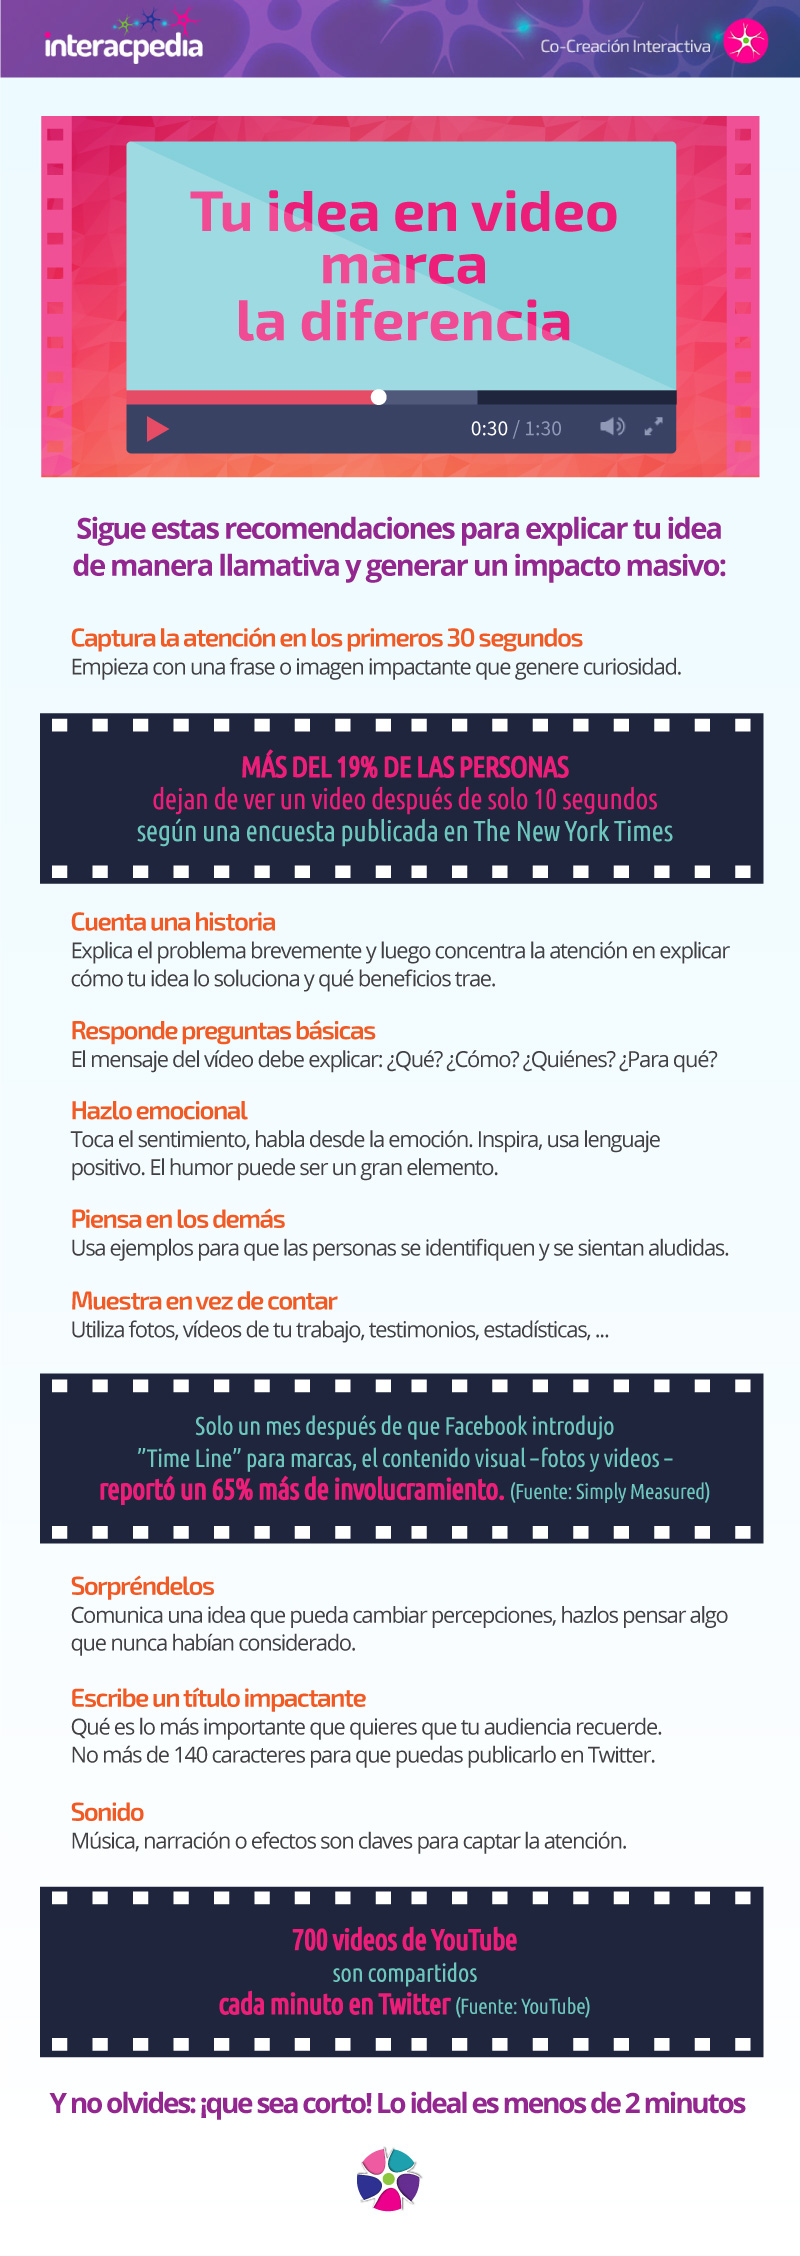 interacpedia
Co-Creación Interactiva
Tu idea en video
marca
la diferencia
0:30 / 1:30
Sigue estas recomendaciones para explicar tu idea
de manera llamativa y generar un impacto masivo:
Captura la atención en los primeros 30 segundos
Empieza con una frase o imagen impactante que genere curiosidad.
MÁS DEL 19% DE LAS PERSONAS
dejan de ver un video después de solo 10 segundos
según una encuesta publicada en The New York Times
Cuenta una historia
Explica el problema brevemente y luego concentra la atención en explicar
cómo tu idea lo soluciona y qué beneficios trae.
Responde preguntas básicas
El mensaje del vídeo debe explicar: ¿Qué? ¿Cómo? ¿Quiénes? ¿Para qué?
Hazlo emocional
Toca el sentimiento, habla desde la emoción. Inspira, usa lenguaje
positivo. El humor puede ser un gran elemento.
Piensa en los demás
Usa ejemplos para que las personas se identifiquen y se sientan aludidas.
Muestra en vez de contar
Utiliza fotos, vídeos de tu trabajo, testimonios, estadísticas, ...
Solo un mes después de que Facebook introdujo
”Time Line” para marcas, el contenido visual –fotos y videos –
reportó un 65% más de involucramiento. (Fuente: Simply Measured)
Sorpréndelos
Comunica una idea que pueda cambiar percepciones, hazlos pensar algo
que nunca habían considerado.
Escribe un título impactante
Qué es lo más importante que quieres que tu audiencia recuerde.
No más de 140 caracteres para que puedas publicarlo en Twitter.
Sonido
Música, narración o efectos son claves para captar la atención.
700 videos de YouTube
son compartidos
cada minuto en Twitter (Fuente: YouTube)
Y no olvides: ¡que sea corto! Lo ideal es menos de 2 minutos